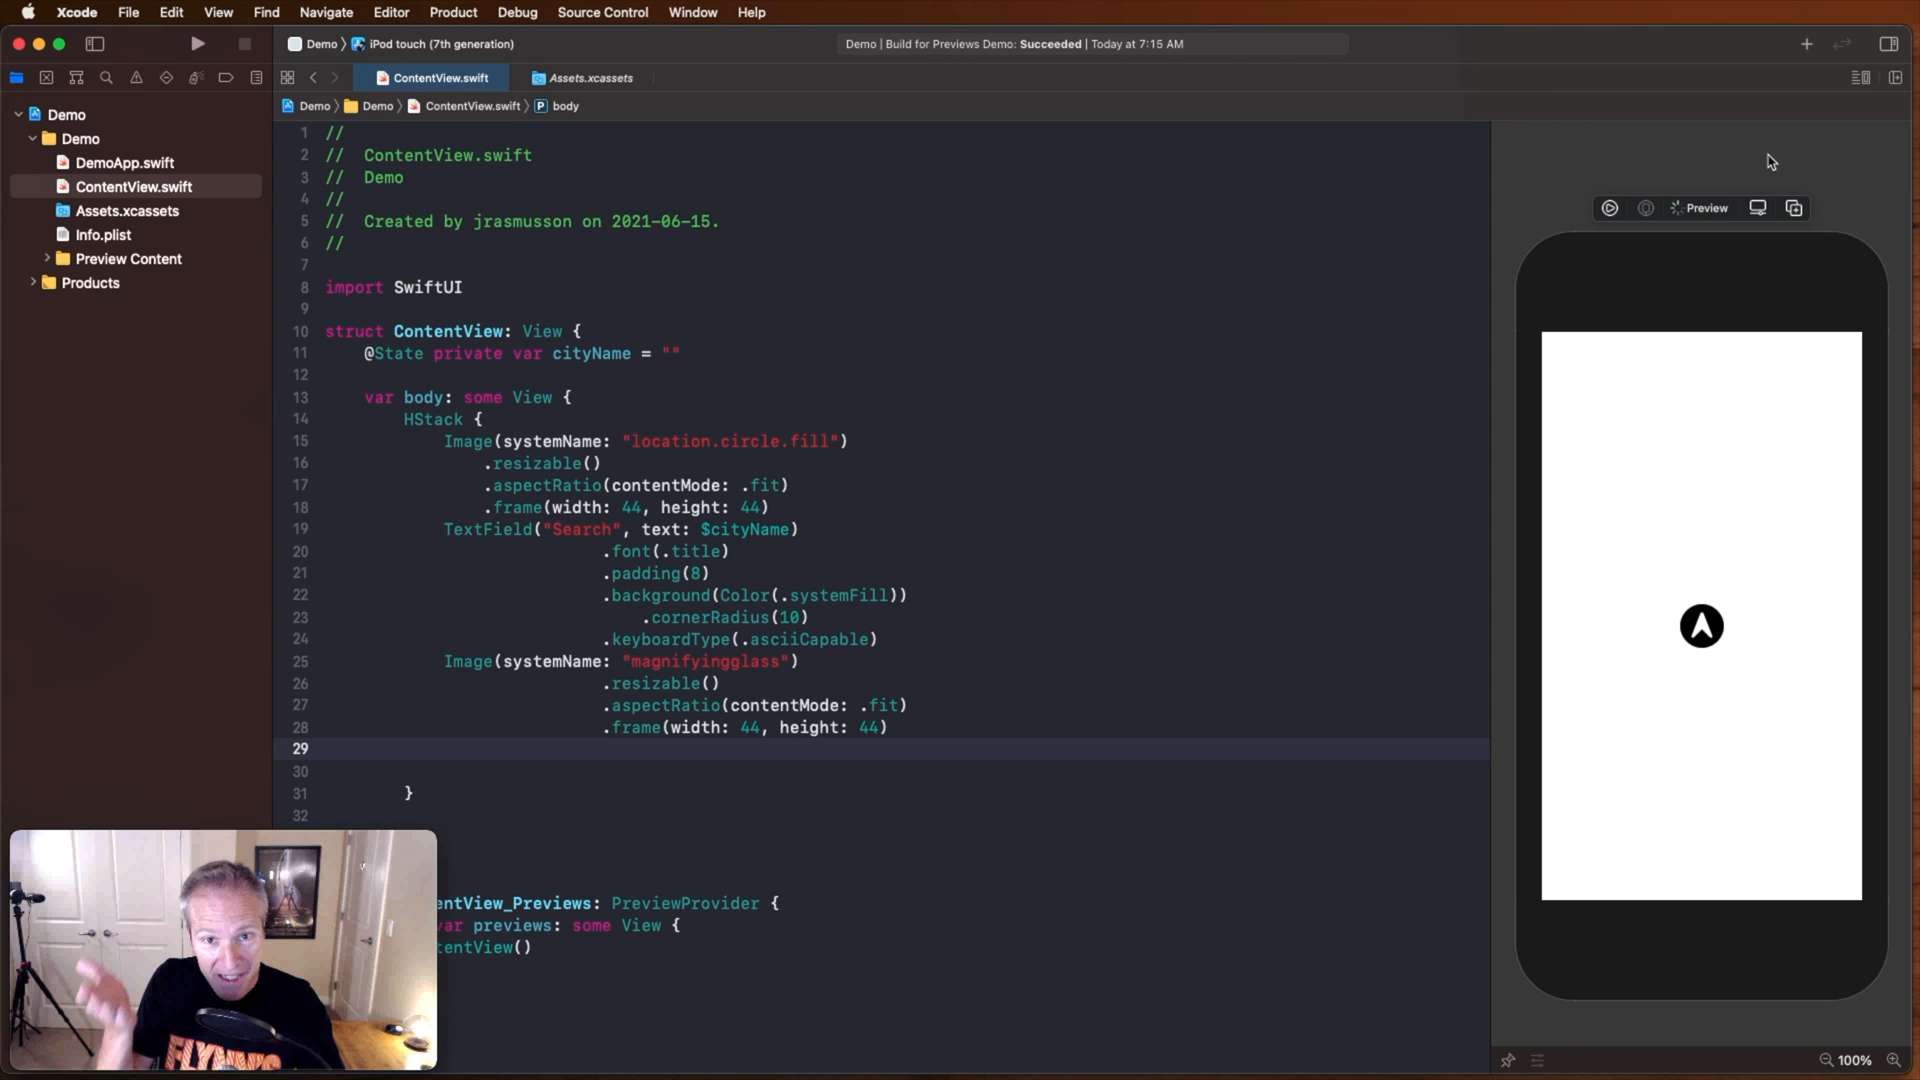 Xcode File Edit View Find Navigate Editor Product Debug Source Control Window Help
Demo 〉 iPod touch (7th generation)
Demo | Build for Previews Demo: Succeeded | Today at 7:15 AM
ContentView.swift
Assets.xcassets
Demo 〉 Demo 〉 ContentView.swift 〉 P body
Demo
Demo
DemoApp.swift
ContentView.swift
Assets.xcassets
Info.plist
Preview Content
Products
1 //
2 //  ContentView.swift
3 //  Demo
4 //
5 //  Created by jrasmusson on 2021-06-15.
6 //
7
8 import SwiftUI
9
10 struct ContentView: View {
11     @State private var cityName = ""
12
13     var body: some View {
14         HStack {
15             Image(systemName: "location.circle.fill")
16                 .resizable()
17                 .aspectRatio(contentMode: .fit)
18                 .frame(width: 44, height: 44)
19             TextField("Search", text: $cityName)
20                             .font(.title)
21                             .padding(8)
22                             .background(Color(.systemFill))
23                                 .cornerRadius(10)
24                             .keyboardType(.asciiCapable)
25             Image(systemName: "magnifyingglass")
26                             .resizable()
27                             .aspectRatio(contentMode: .fit)
28                             .frame(width: 44, height: 44)
29
30
31         }
32
entView_Previews: PreviewProvider {
var previews: some View {
tentView()
Preview
100%